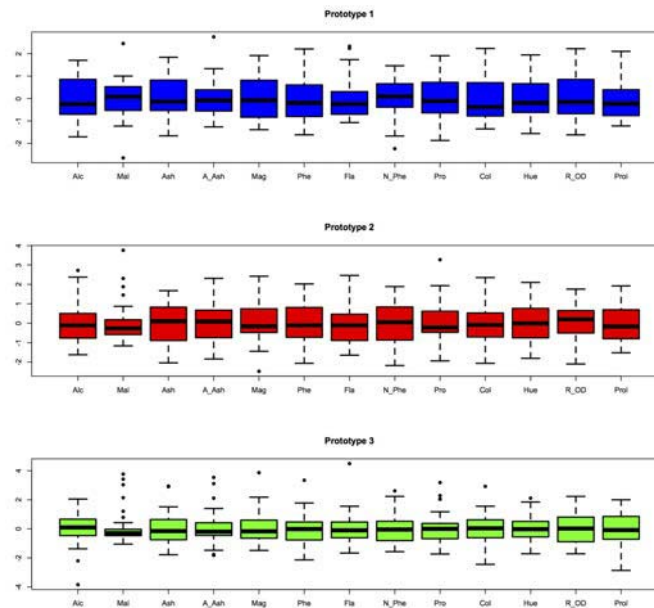 Prototype 1
2
1
0
-1
-2
Alc Mal Ash A_Ash Mag Phe Fla N_Phe Pro Col Hue R_OD Prol
Prototype 2
4
3
2
1
0
-1
-2
Alc Mal Ash A_Ash Mag Phe Fla N_Phe Pro Col Hue R_OD Prol
Prototype 3
4
2
0
-2
-4
Alc Mal Ash A_Ash Mag Phe Fla N_Phe Pro Col Hue R_OD Prol